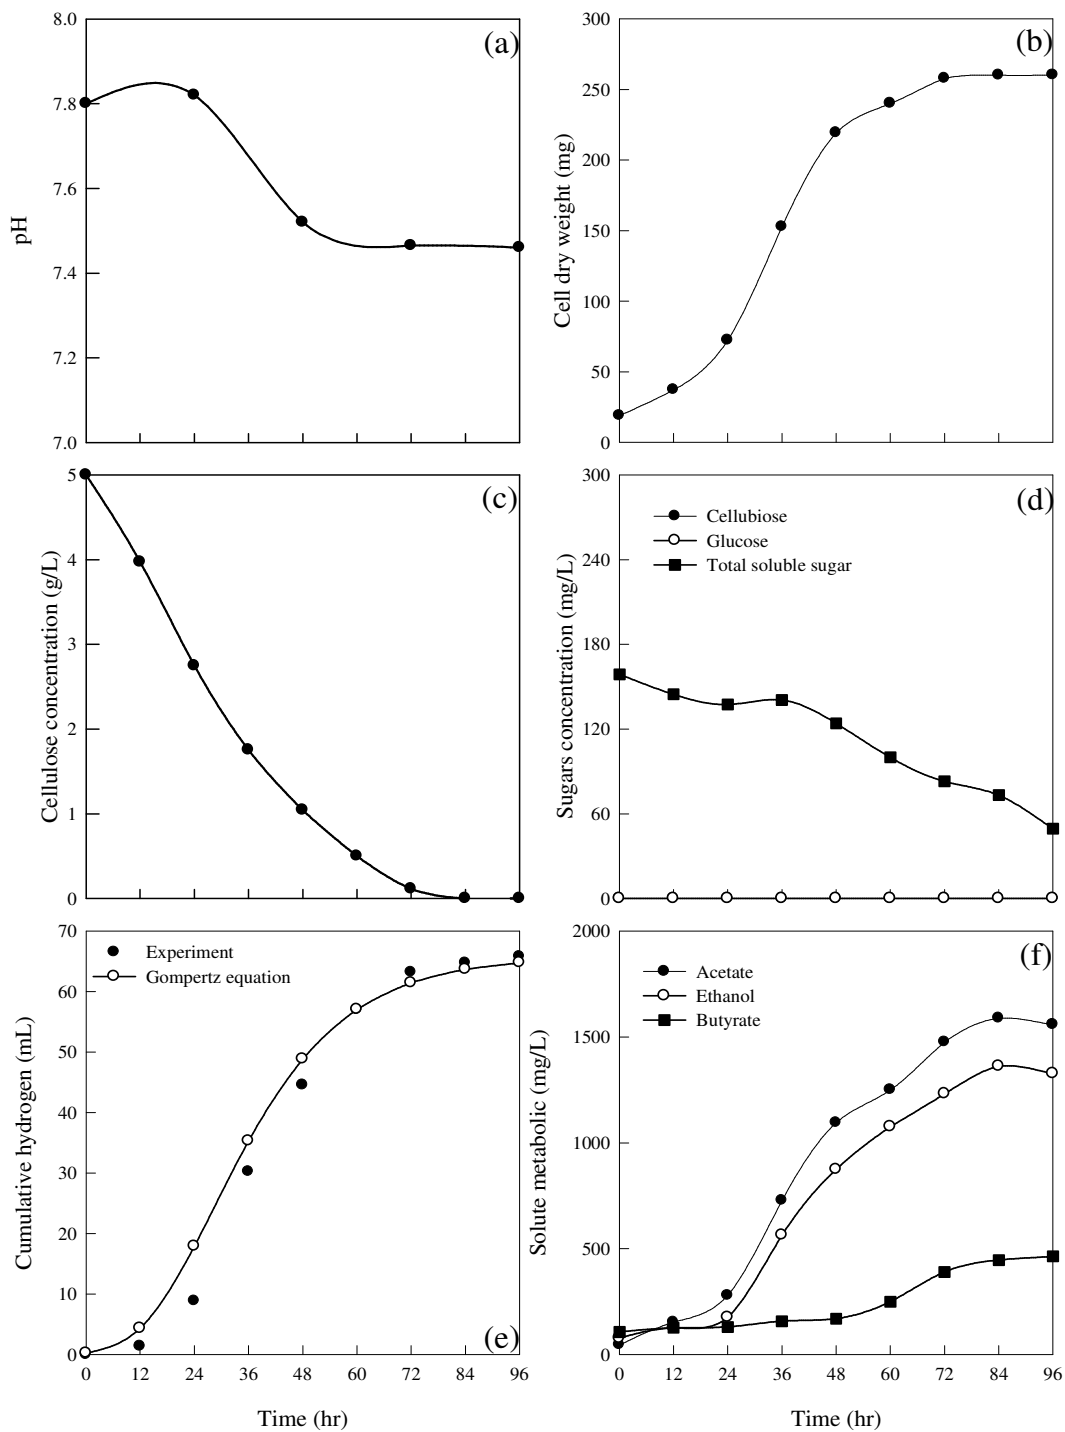 8.0
7.8
7.6
7.4
7.2
7.0
pH
(a)
300
250
200
150
100
50
0
Cell dry weight (mg)
(b)
5
4
3
2
1
0
Cellulose concentration (g/L)
(c)
300
240
180
120
60
0
Sugars concentration (mg/L)
(d)
Cellubiose
Glucose
Total soluble sugar
70
60
50
40
30
20
10
0
Cumulative hydrogen (mL)
Experiment
Gompertz equation
(e)
0 12 24 36 48 60 72 84 96
Time (hr)
2000
1500
1000
500
0
Solute metabolic (mg/L)
(f)
Acetate
Ethanol
Butyrate
0 12 24 36 48 60 72 84 96
Time (hr)